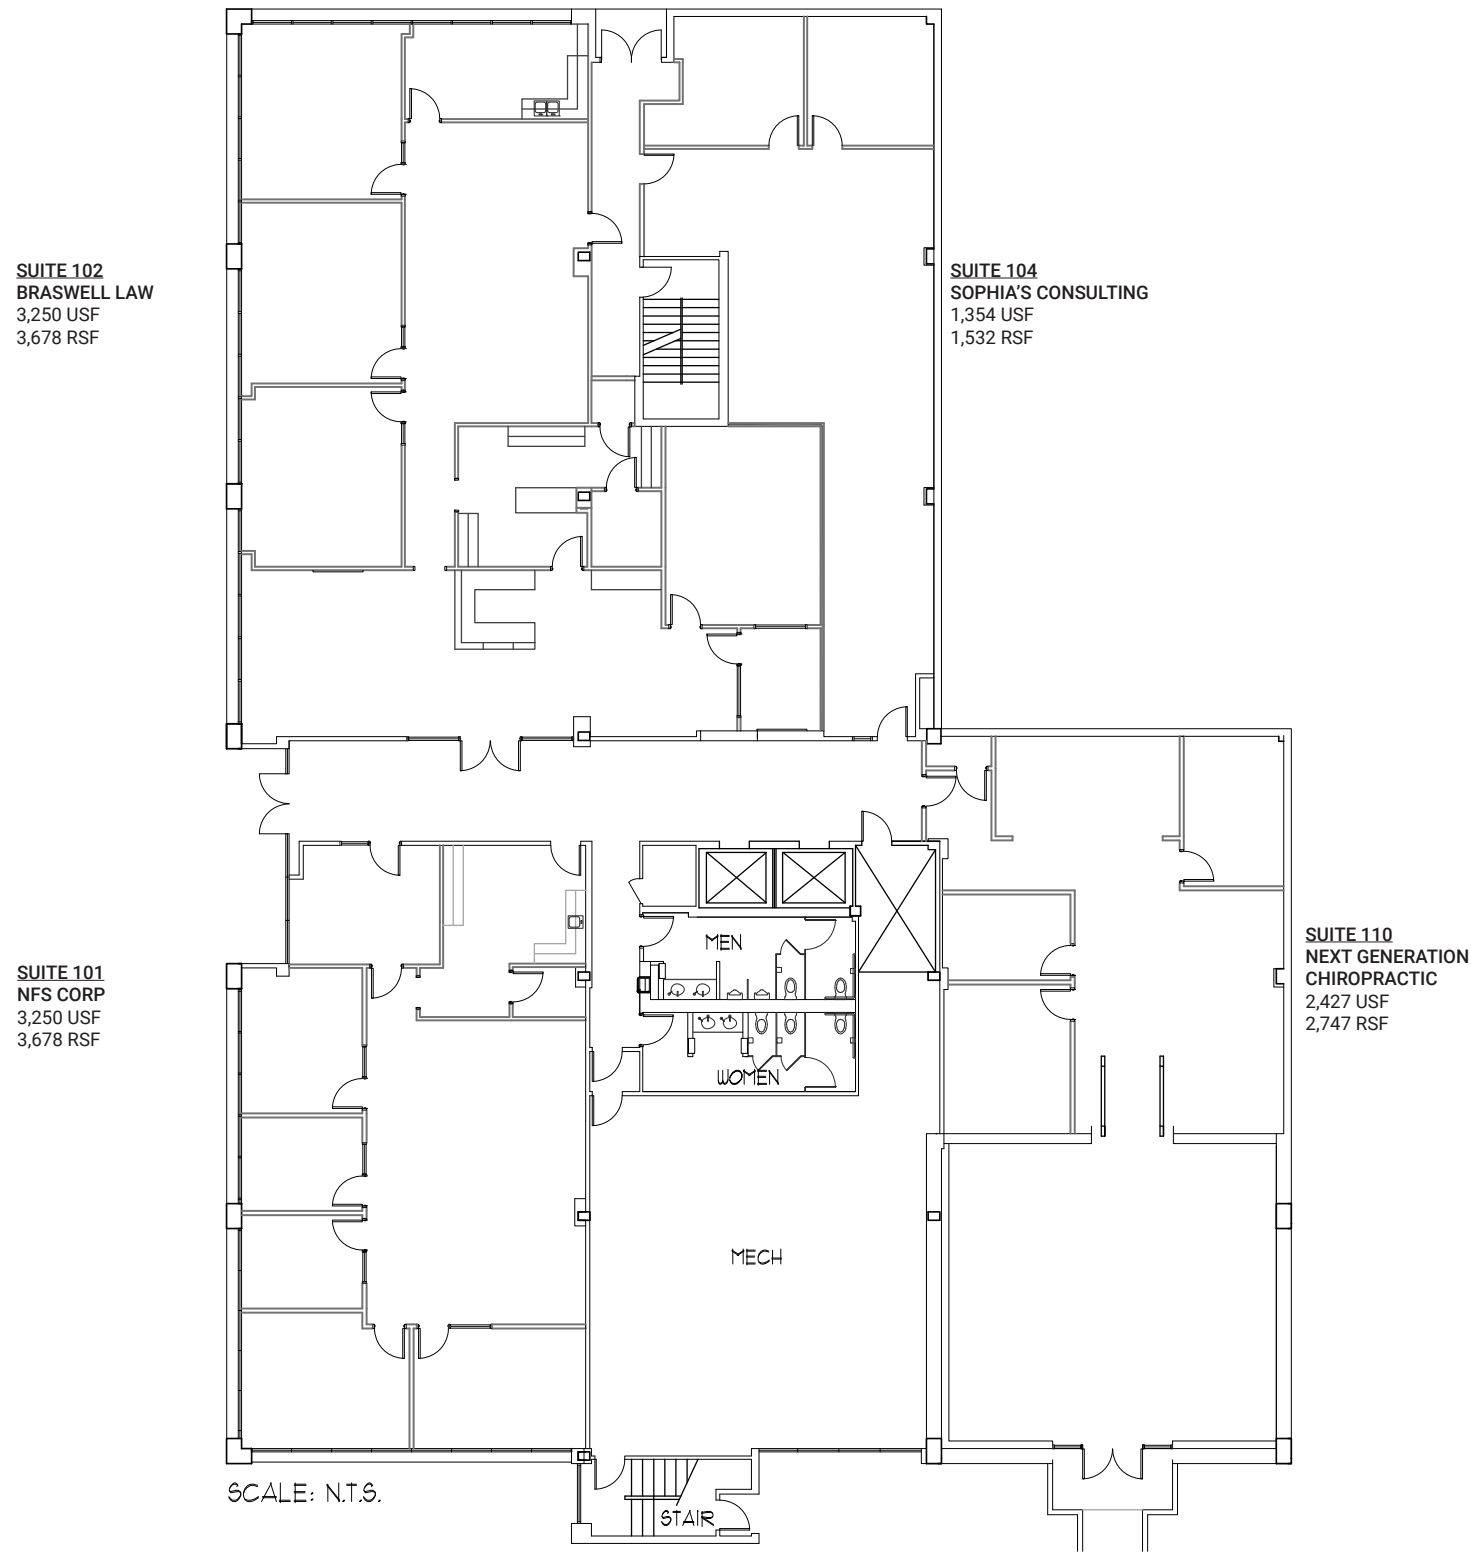 SUITE 102
BRASWELL LAW
3,250 USF
3,678 RSF
SUITE 104
SOPHIA'S CONSULTING
1,354 USF
1,532 RSF
MEN
SUITE 110
NEXT GENERATION
CHIROPRACTIC
2,427 USF
2,747 RSF
SUITE 101
NFS CORP
3,250 USF
3,678 RSF
WOMEN
MECH
SCALE: N.T.S.
STAIR